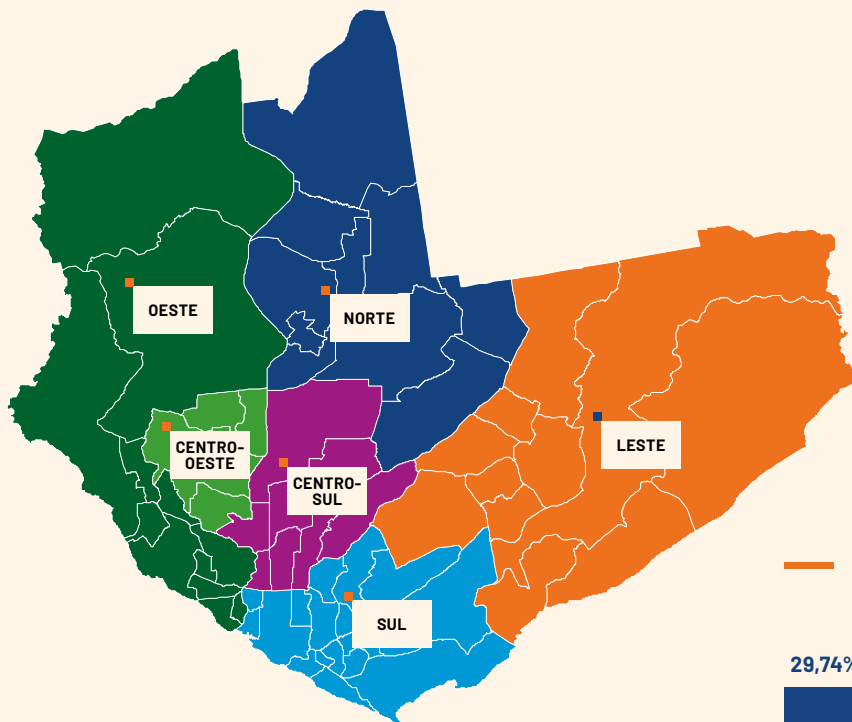 OESTE
NORTE
CENTRO-
OESTE
LESTE
CENTRO-
SUL
SUL
29,74%